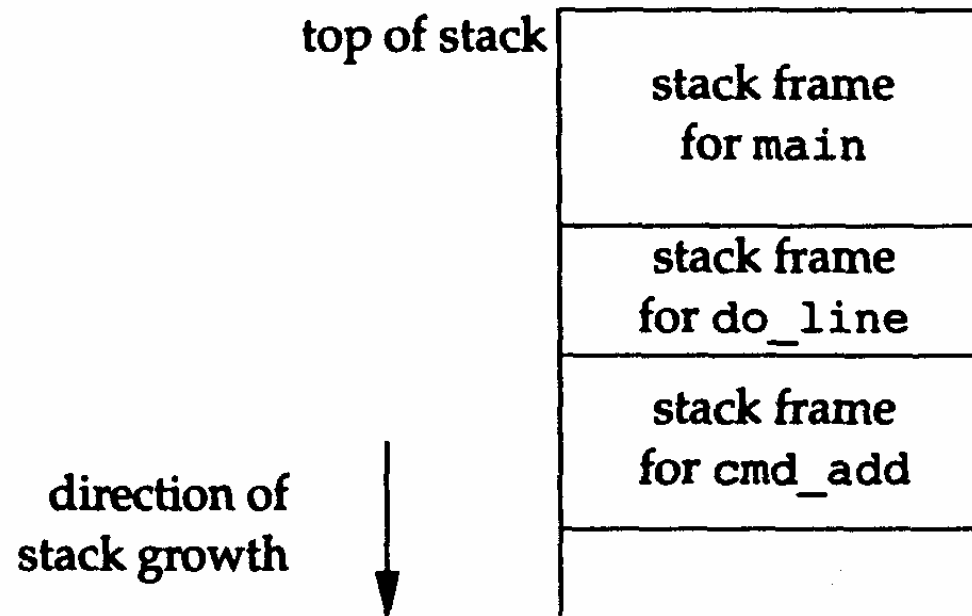 top of stack
stack frame
for main
stack frame
for do_line
stack frame
for cmd_add
direction of
stack growth